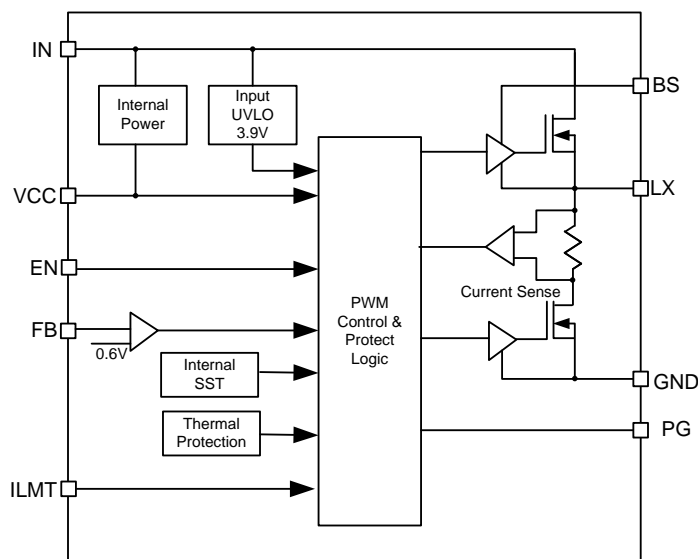 IN
BS
Internal
Power
Input
UVLO
3.9V
VCC
LX
EN
PWM
Control &
Protect
Logic
Current Sense
FB
0.6V
Internal
SST
GND
Thermal
Protection
PG
ILMT